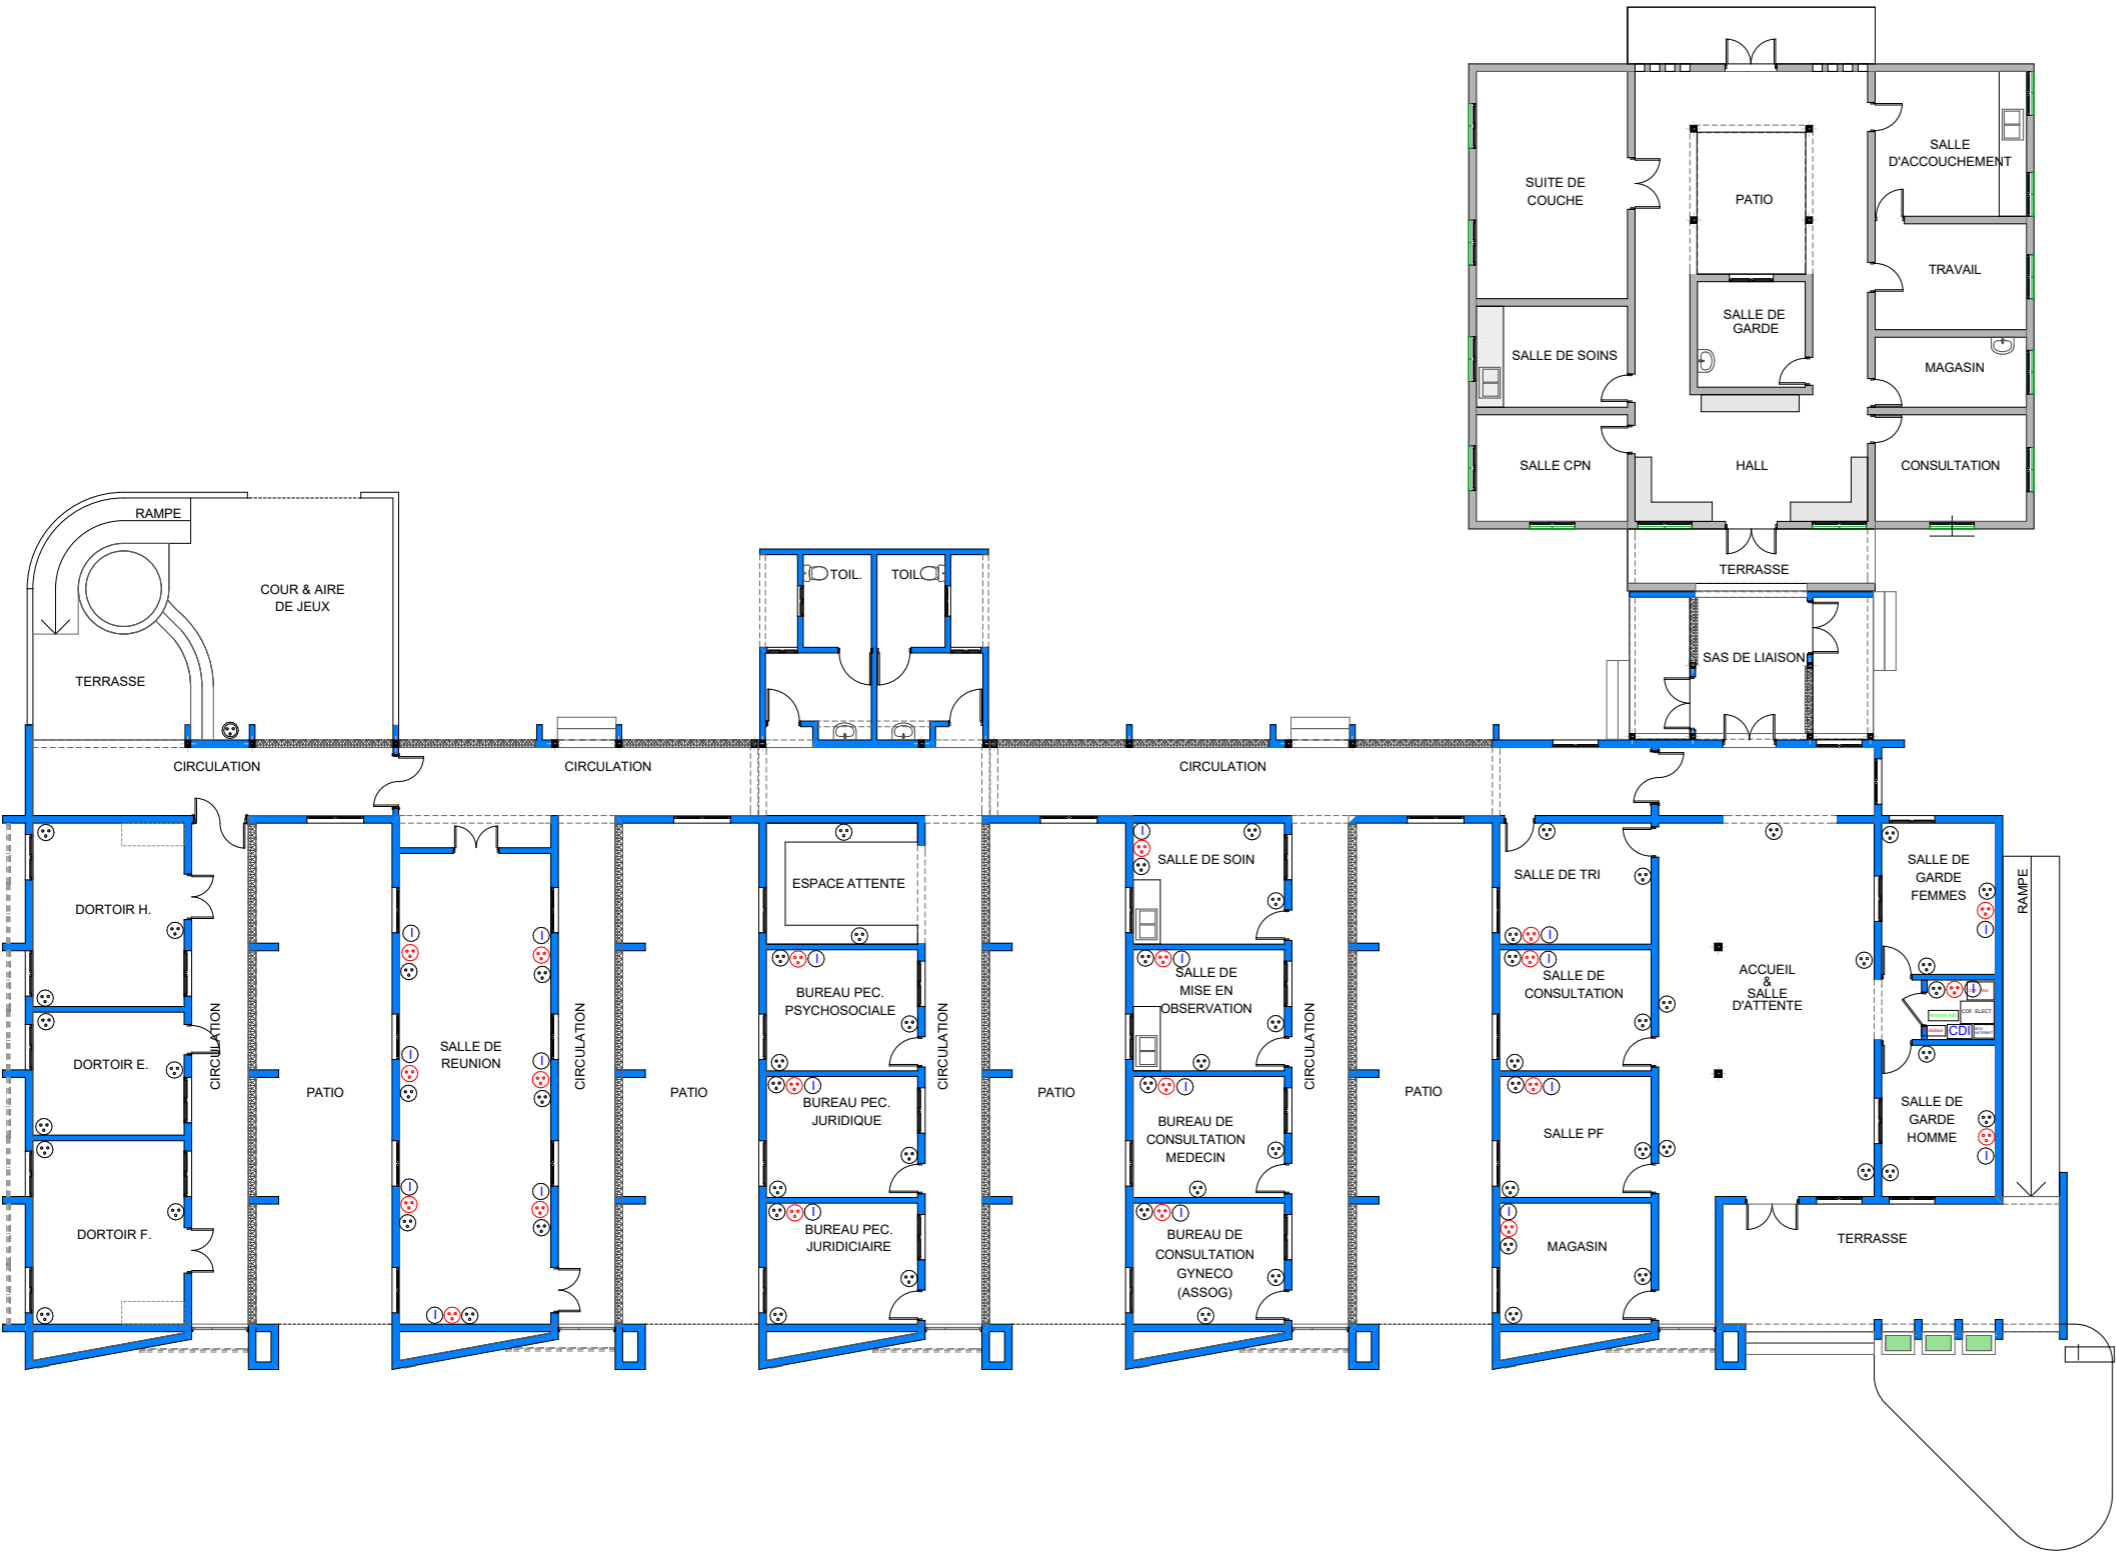 SALLE
D'ACCOUCHEMENT
SUITE DE
COUCHE
PATIO
TRAVAIL
SALLE DE
GARDE
SALLE DE SOINS
MAGASIN
SALLE CPN
HALL
CONSULTATION
TERRASSE
SAS DE LIAISON
RAMPE
COUR & AIRE
DE JEUX
TERRASSE
TOIL.
TOIL.
CIRCULATION
CIRCULATION
CIRCULATION
DORTOIR H.
DORTOIR E.
DORTOIR F.
CIRCULATION
PATIO
SALLE DE
REUNION
CIRCULATION
PATIO
ESPACE ATTENTE
BUREAU PEC.
PSYCHOSOCIALE
BUREAU PEC.
JURIDIQUE
BUREAU PEC.
JURIDICIAIRE
CIRCULATION
PATIO
SALLE DE SOIN
SALLE DE
MISE EN
OBSERVATION
BUREAU DE
CONSULTATION
MEDECIN
BUREAU DE
CONSULTATION
GYNECO
(ASSOG)
CIRCULATION
PATIO
SALLE DE TRI
SALLE DE
CONSULTATION
SALLE PF
MAGASIN
ACCUEIL
&
SALLE
D'ATTENTE
SALLE DE
GARDE
FEMMES
COF. ELECT.
CDI
SALLE DE
GARDE
HOMME
RAMPE
TERRASSE